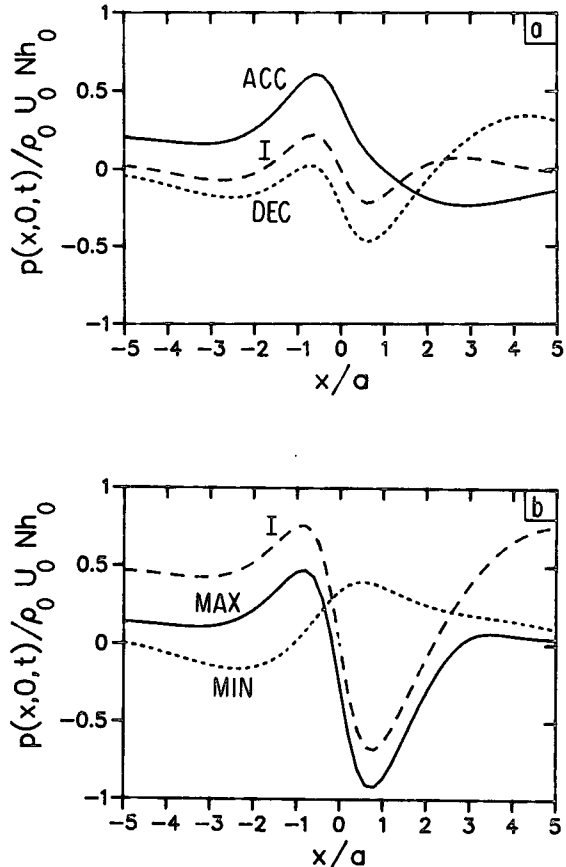 a
p(x,0,t)/ρ₀ U₀ Nh₀
1
0.5
0
-0.5
-1
ACC
I
DEC
-5 -4 -3 -2 -1 0 1 2 3 4 5
x/a
b
p(x,0,t)/ρ₀ U₀ Nh₀
1
0.5
0
-0.5
-1
I
MAX
MIN
-5 -4 -3 -2 -1 0 1 2 3 4 5
x/a